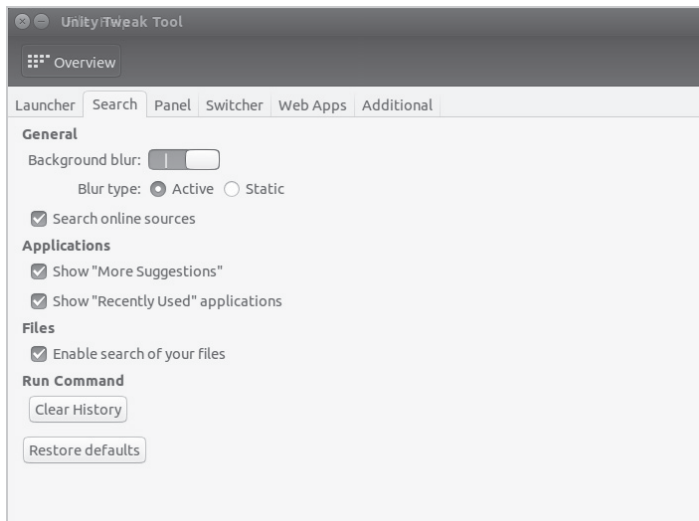 Unity Tweak Tool
Overview
Launcher Search Panel Switcher Web Apps Additional
General
Background blur:
Blur type: Active Static
Search online sources
Applications
Show "More Suggestions"
Show "Recently Used" applications
Files
Enable search of your files
Run Command
Clear History
Restore defaults